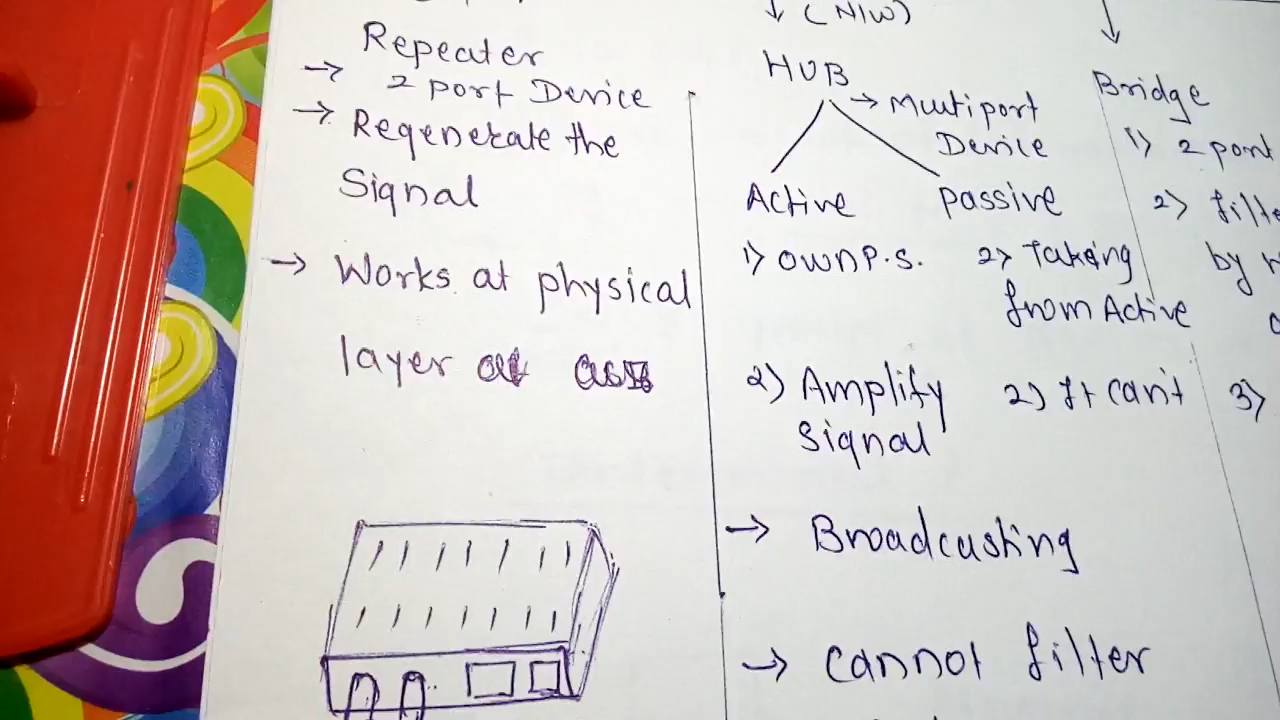 Repeater
→ 2 port Device
→ Regenerate the
Signal
→ Works at physical
layer
↓ (N/W)
HUB
→ Multiport
Device
Active
1) OWN P.S.
2) Amplify
Signal
Passive
2) Taking
from Active
2) It can't
→ Broadcasting
→ cannot filter
Bridge
1) 2 port
2) filte
by
3)